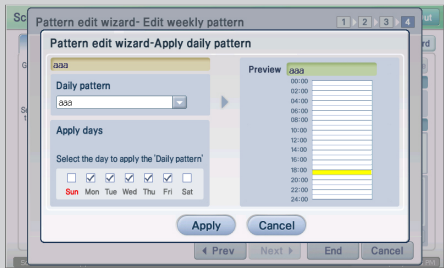 Pattern edit wizard- Edit weekly pattern
1 2 3 4
Pattern edit wizard-Apply daily pattern
aaa
Daily pattern
aaa
Apply days
Select the day to apply the 'Daily pattern'
Sun Mon Tue Wed Thu Fri Sat
Preview aaa
00:00
02:00
04:00
06:00
08:00
10:00
12:00
14:00
16:00
18:00
20:00
22:00
24:00
Apply Cancel
Prev Next End Cancel